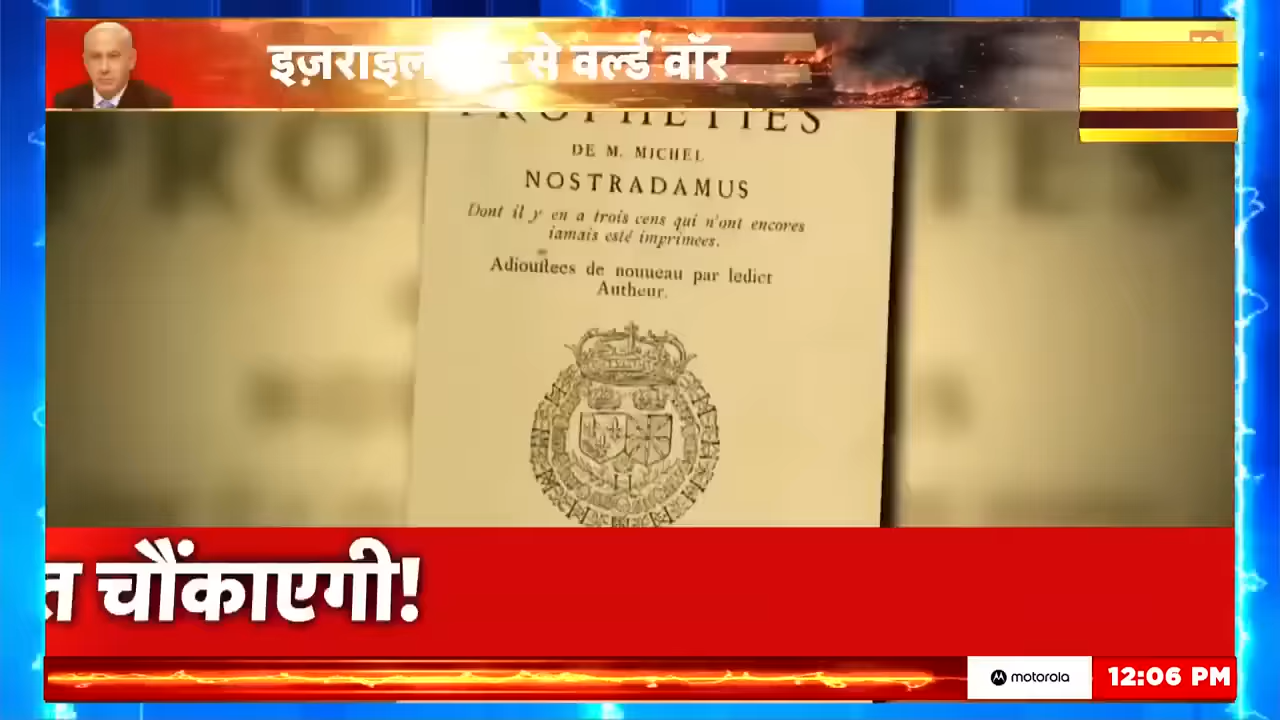 इज़राइल से वर्ल्ड वॉर
PROPHETIES
DE M. MICHEL
NOSTRADAMUS
Dont il y en a trois cens qui n'ont encores
iamais esté imprimees.
Adioustees de nouueau par ledict
Autheur.
चौंकाएगी!
motorola
12:06 PM